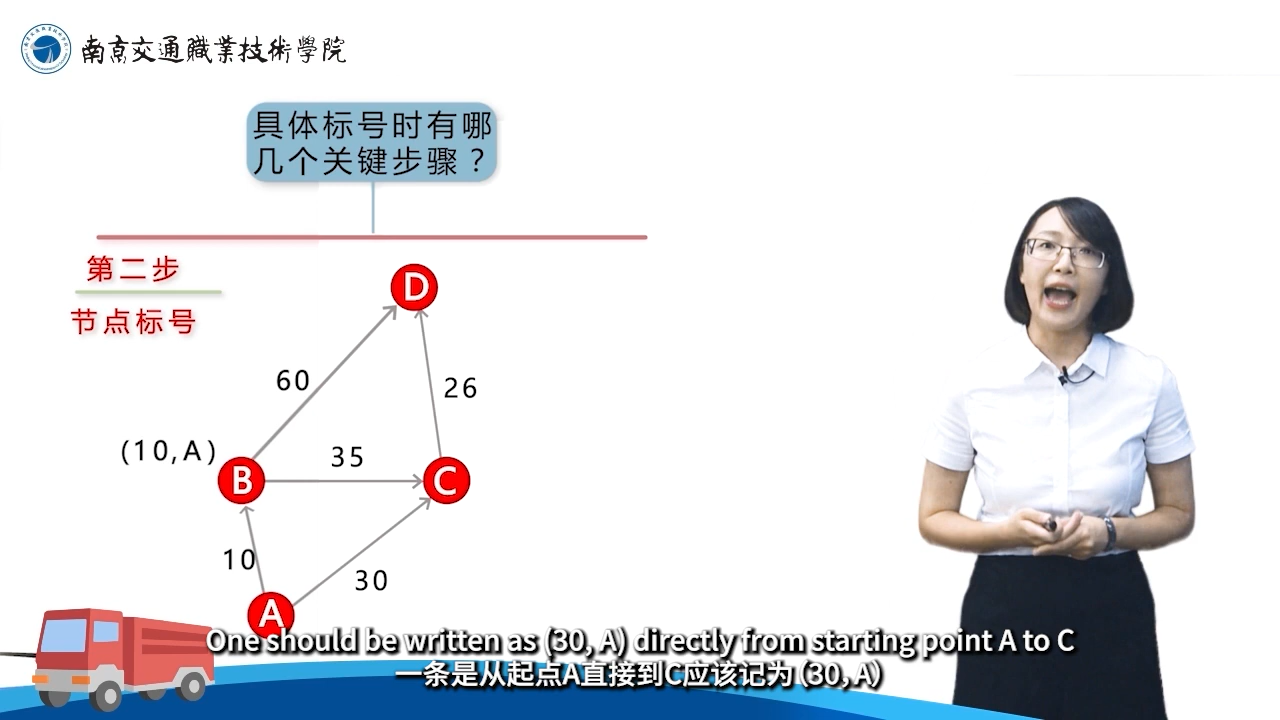 南京交通職業技術學院
具体标号时有哪
几个关键步骤？
第二步
节点标号
D
60
26
(10,A)
35
B
C
10
30
A
One should be written as (30, A) directly from starting point A to C
一条是从起点A直接到C应该记为（30, A）